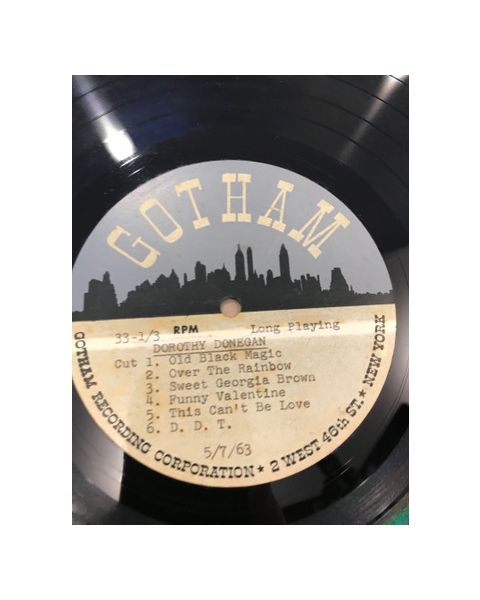 GOTHAM
33-1/3 RPM Long Playing
DOROTHY DONEGAN
Cut 1. Old Black Magic
2. Over The Rainbow
3. Sweet Georgia Brown
4. Funny Valentine
5. This Can't Be Love
6. D. D. T.
5/7/63
GOTHAM RECORDING CORPORATION ★ 2 WEST 46th ST. ★ NEW YORK